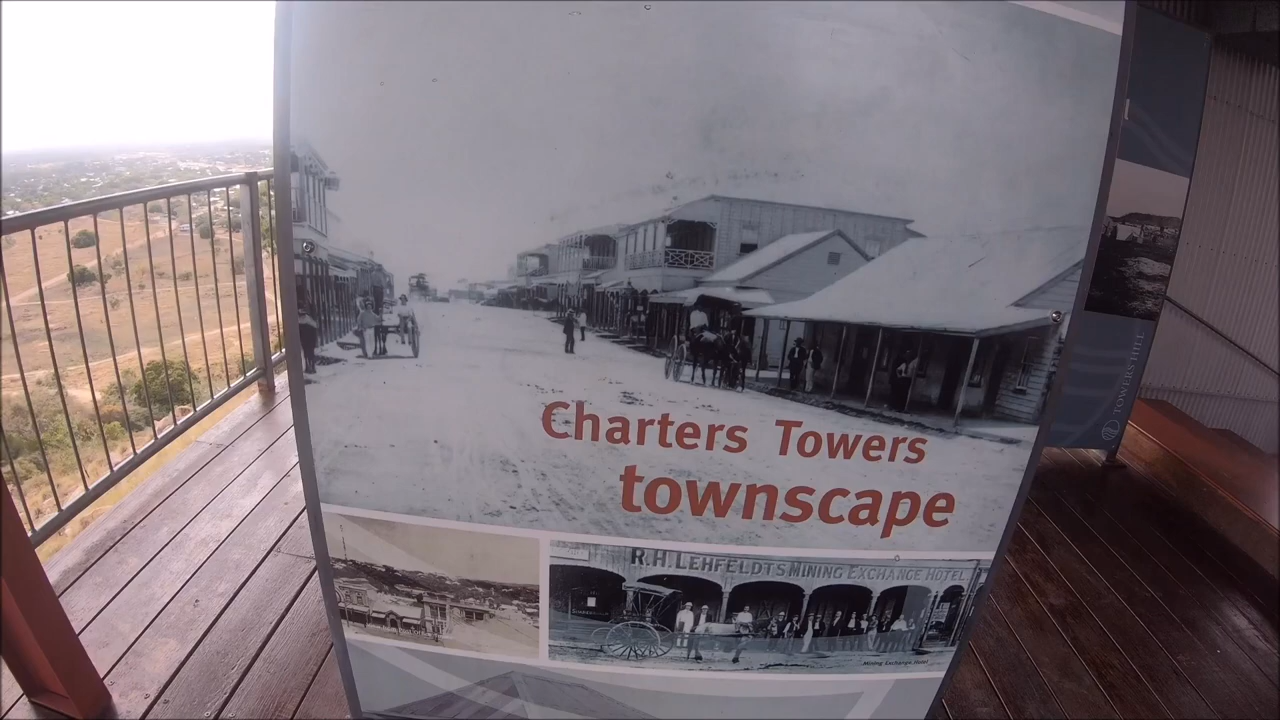 Charters Towers
townscape
R.H. LEHFELDTS MINING EXCHANGE HOTEL
Mining Exchange Hotel
TOWERS HILL